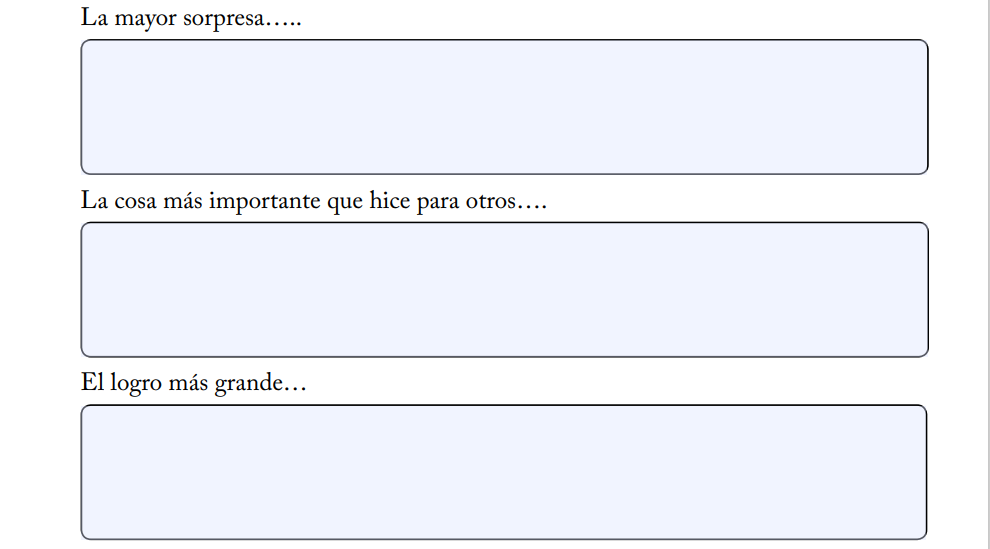 La mayor sorpresa…..
La cosa más importante que hice para otros….
El logro más grande…